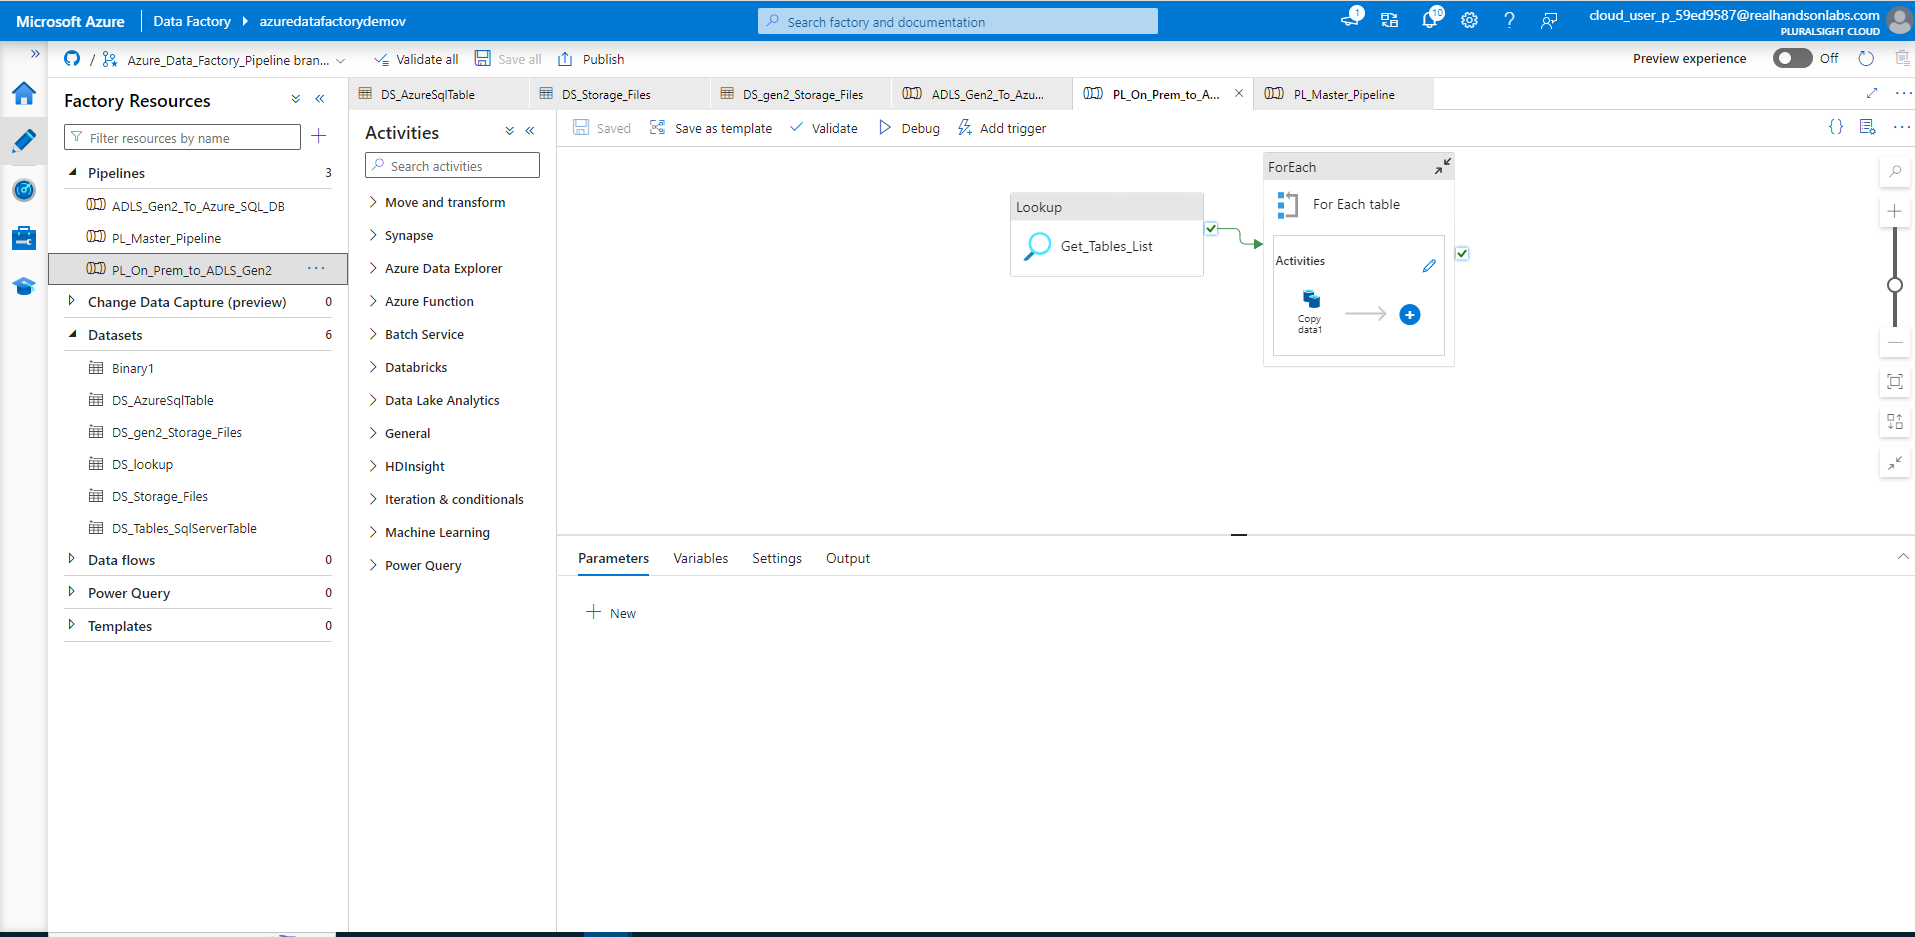 Microsoft Azure
Data Factory
azuredatafactorydemov
Search factory and documentation
1
10
cloud_user_p_59ed9587@realhandsonlabs.com
PLURALSIGHT CLOUD
/
Azure_Data_Factory_Pipeline bran...
Validate all
Save all
Publish
Preview experience
Off
Factory Resources
Filter resources by name
Pipelines 3
ADLS_Gen2_To_Azure_SQL_DB
PL_Master_Pipeline
PL_On_Prem_to_ADLS_Gen2 ...
Change Data Capture (preview) 0
Datasets 6
Binary1
DS_AzureSqlTable
DS_gen2_Storage_Files
DS_lookup
DS_Storage_Files
DS_Tables_SqlServerTable
Data flows 0
Power Query 0
Templates 0
DS_AzureSqlTable
DS_Storage_Files
DS_gen2_Storage_Files
ADLS_Gen2_To_Azu...
PL_On_Prem_to_A...
PL_Master_Pipeline
Activities
Search activities
Move and transform
Synapse
Azure Data Explorer
Azure Function
Batch Service
Databricks
Data Lake Analytics
General
HDInsight
Iteration & conditionals
Machine Learning
Power Query
Saved
Save as template
Validate
Debug
Add trigger
{}
Lookup
Get_Tables_List
ForEach
For Each table
Activities
Copy
data1
Parameters
Variables
Settings
Output
New